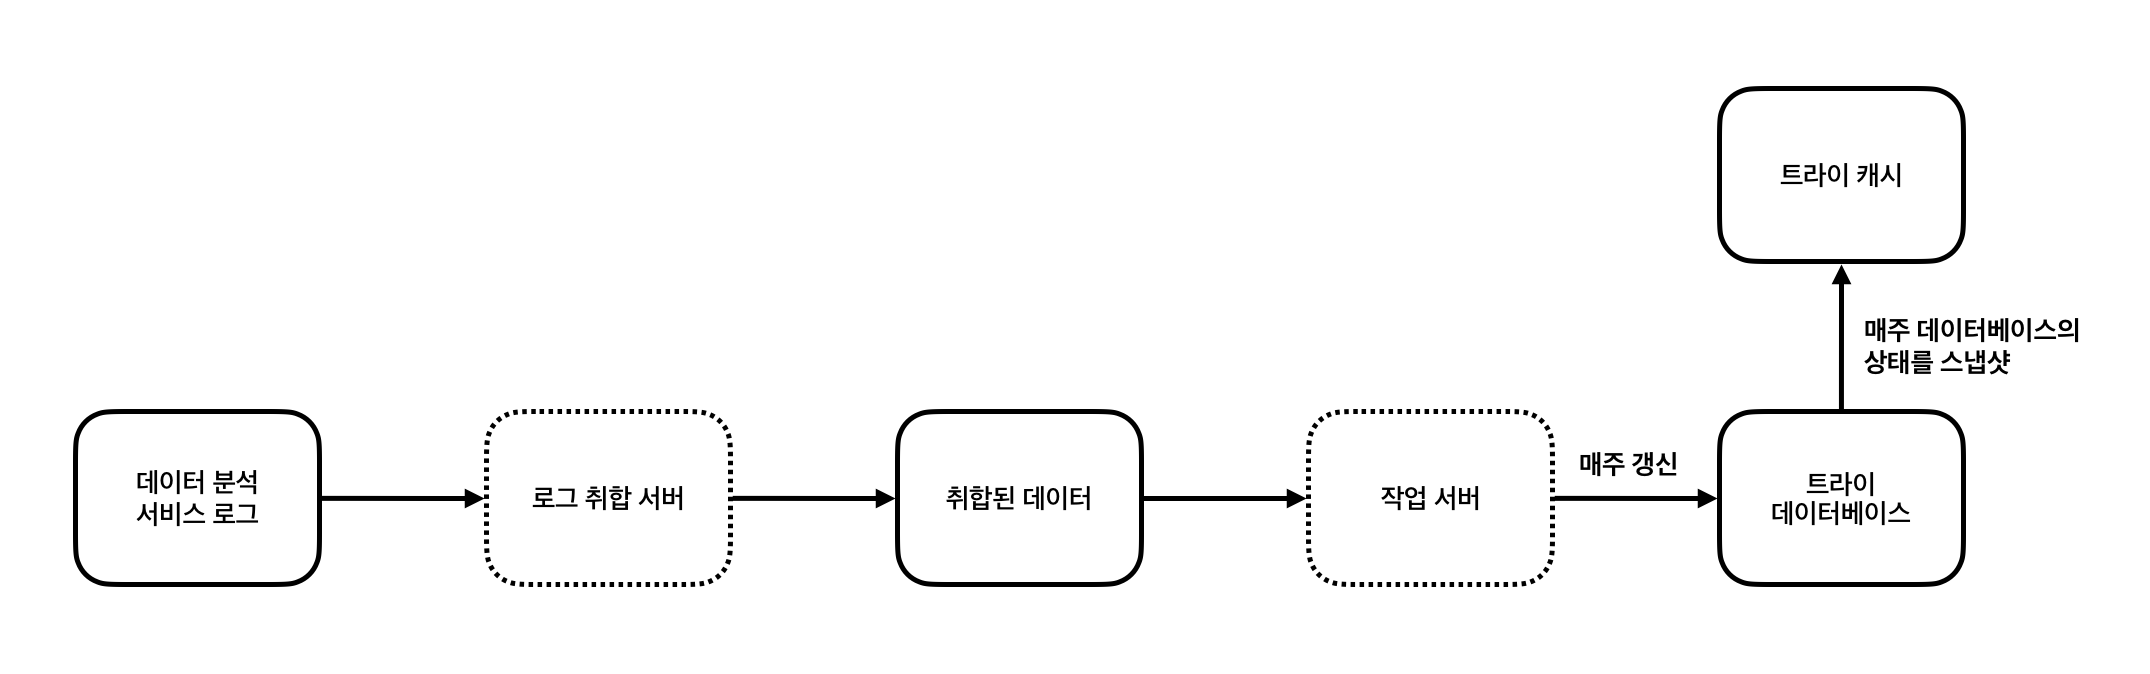 트라이 캐시
매주 데이터베이스의
상태를 스냅샷
데이터 분석
서비스 로그
로그 취합 서버
취합된 데이터
작업 서버
매주 갱신
트라이
데이터베이스